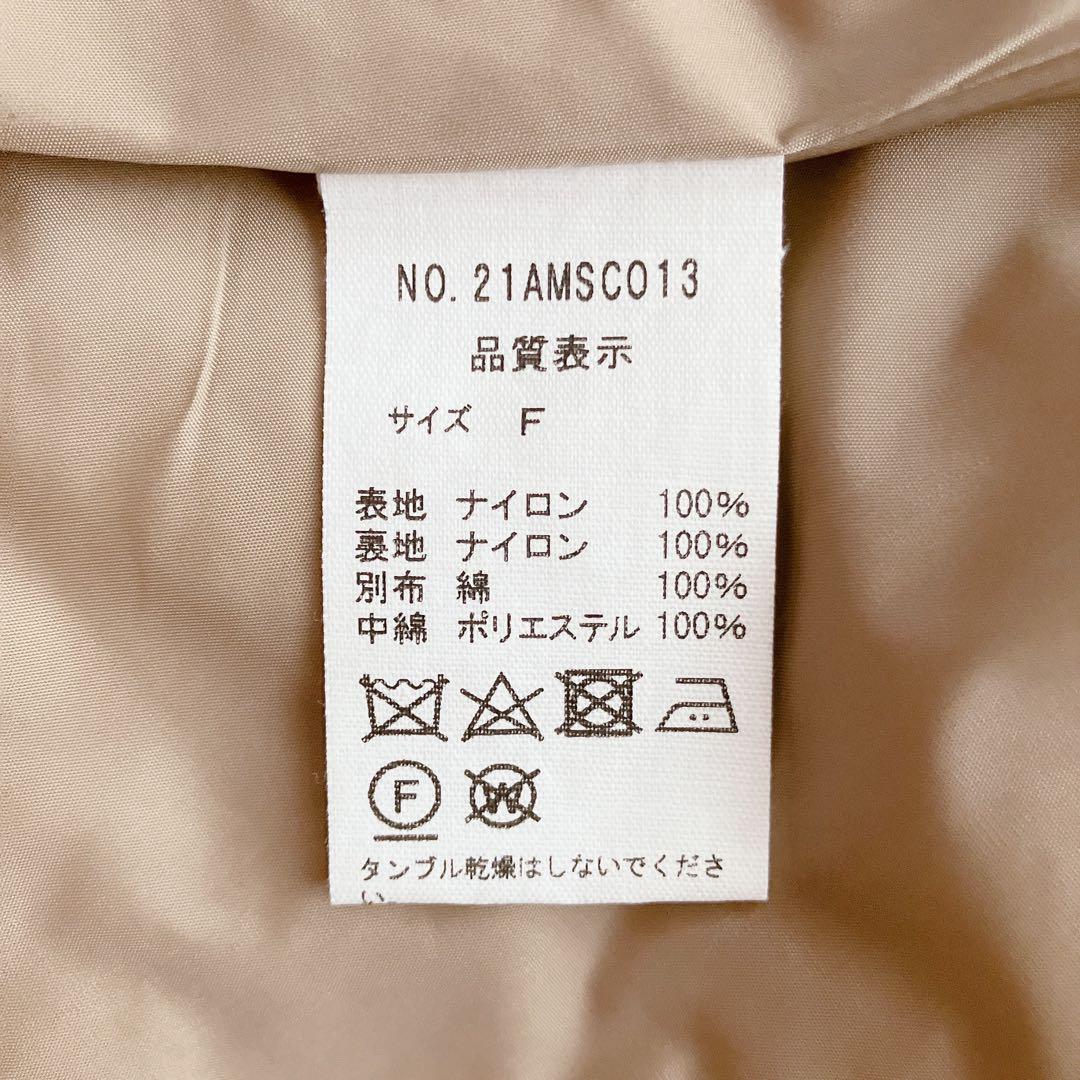 NO.21AMSC013
品質表示
サイズ F
表地 ナイロン 100%
裏地 ナイロン 100%
別布 綿 100%
中綿 ポリエステル 100%
F W
タンブル乾燥はしないでくださ
い